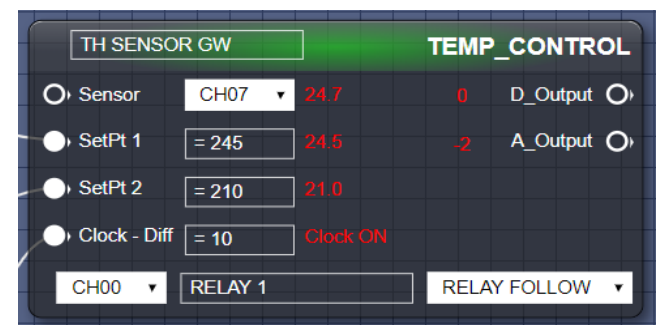 TH SENSOR GW TEMP_CONTROL
Sensor CH07 24.7 0 D_Output
SetPt 1 = 245 24.5 -2 A_Output
SetPt 2 = 210 21.0
Clock - Diff = 10 Clock ON
CH00 RELAY 1 RELAY FOLLOW